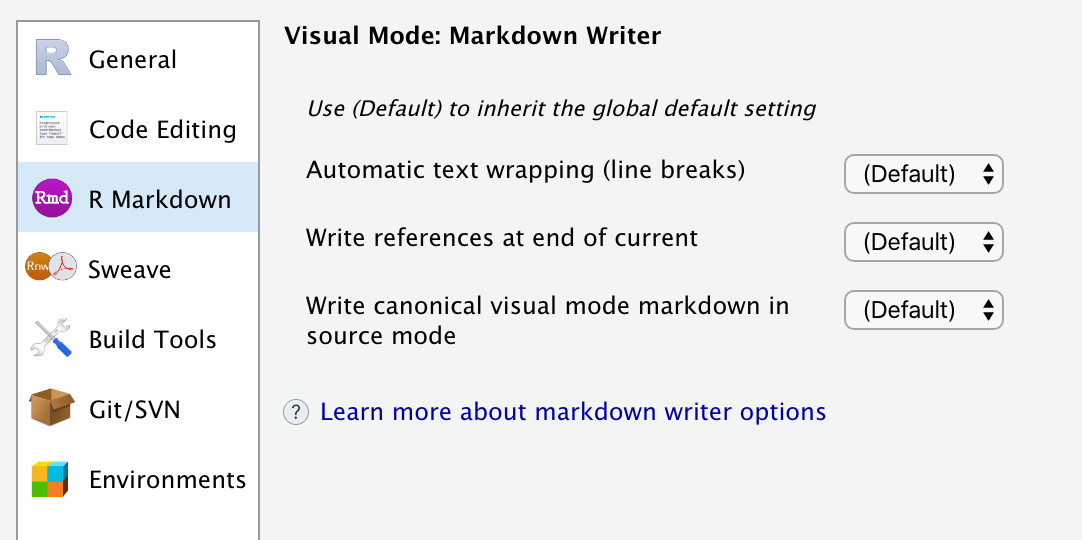 Visual Mode: Markdown Writer
General
Use (Default) to inherit the global default setting
Code Editing
Automatic text wrapping (line breaks)
(Default)
Rmd
R Markdown
Write references at end of current
(Default)
Rnw
Sweave
Write canonical visual mode markdown in
source mode
(Default)
Build Tools
Git/SVN
? Learn more about markdown writer options
Environments